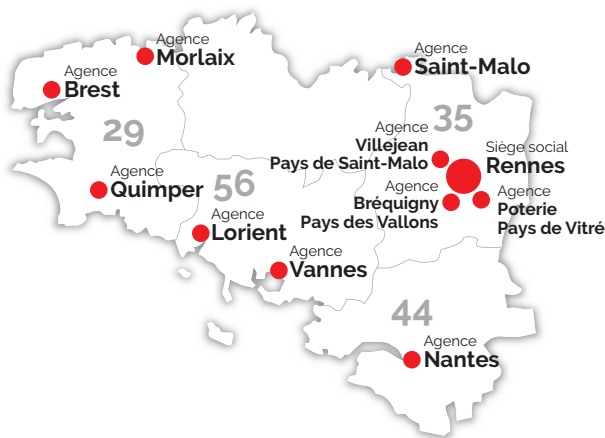 Agence
Morlaix
Agence
Saint-Malo
Agence
Brest
29
35
Agence
Villejean
Pays de Saint-Malo
Siège social
Rennes
Agence
Quimper
56
Agence
Bréquigny
Pays des Vallons
Agence
Poterie
Pays de Vitré
Agence
Lorient
Agence
Vannes
44
Agence
Nantes